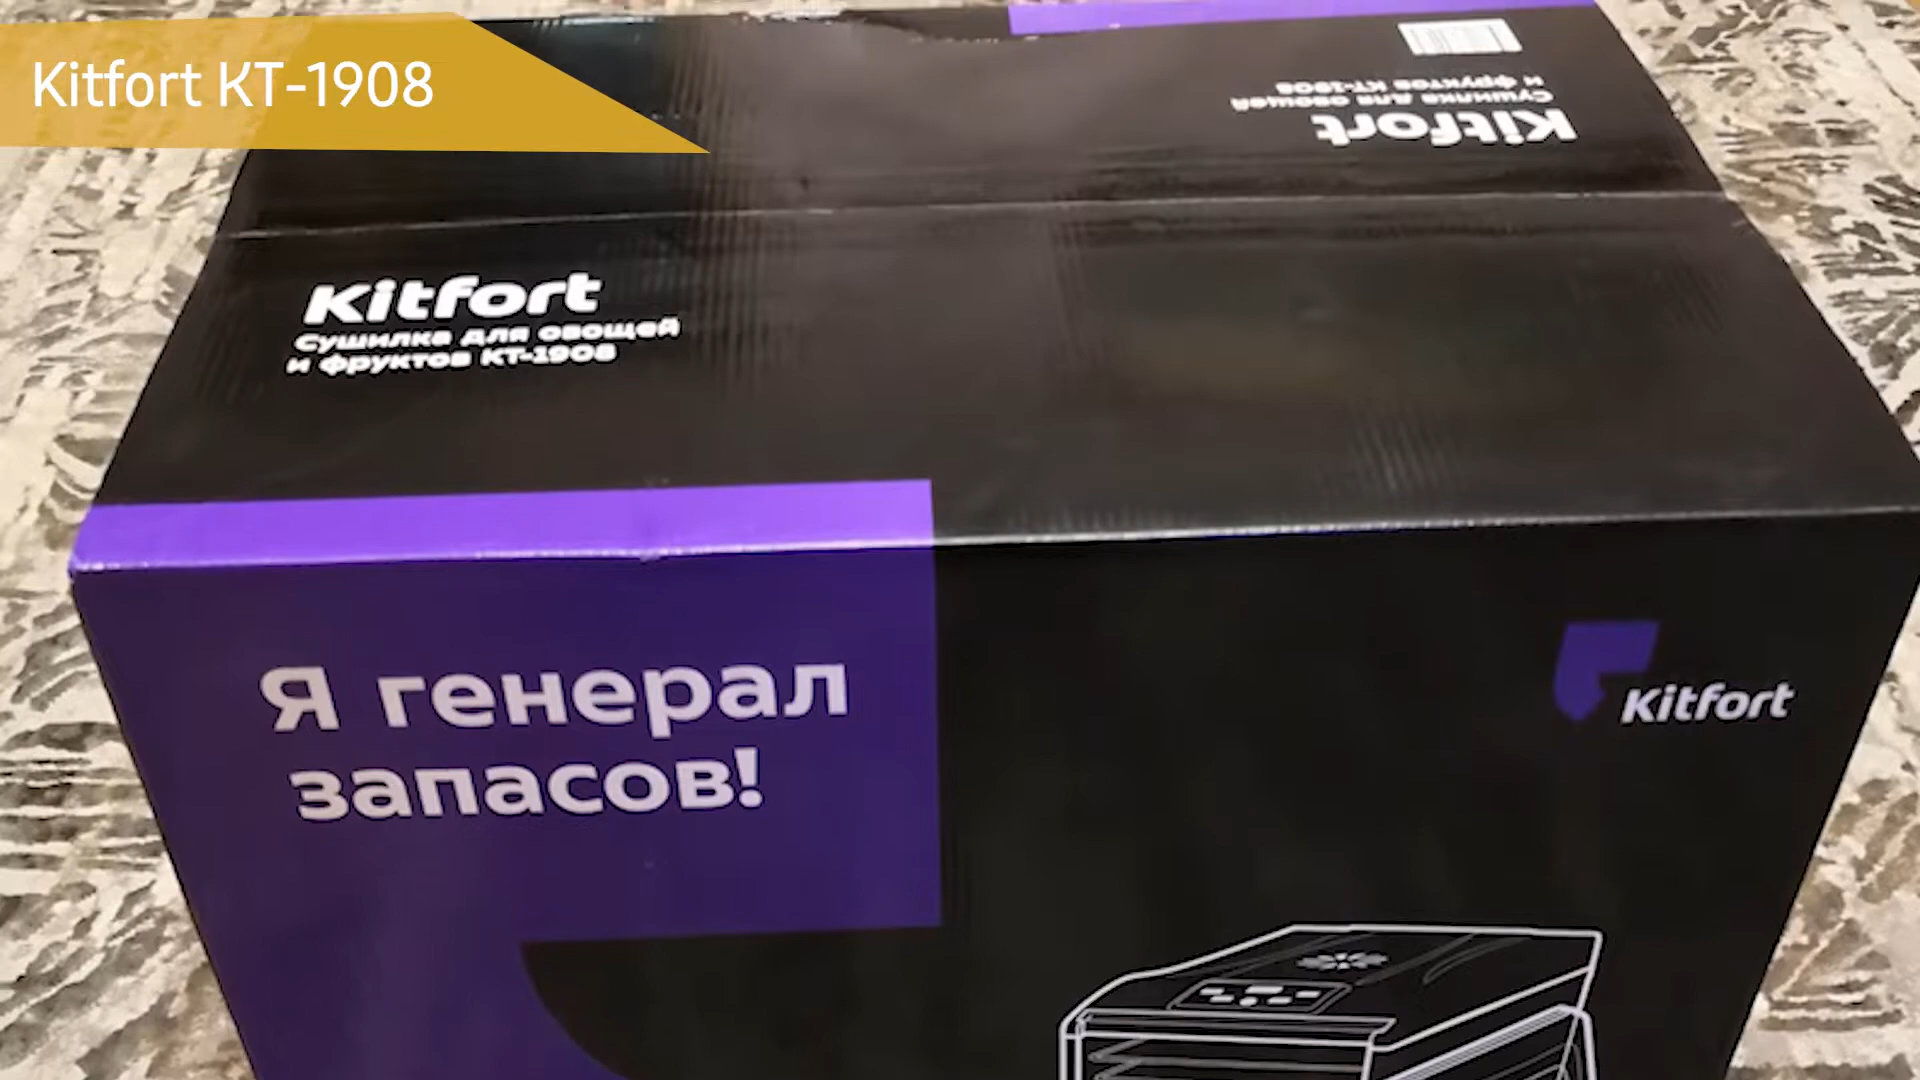 Kitfort КТ-1908
Kitfort
Сушилка для овощей
и фруктов КТ-1908
Kitfort
Сушилка для овощей
и фруктов КТ-1908
Я генерал
запасов!
Kitfort